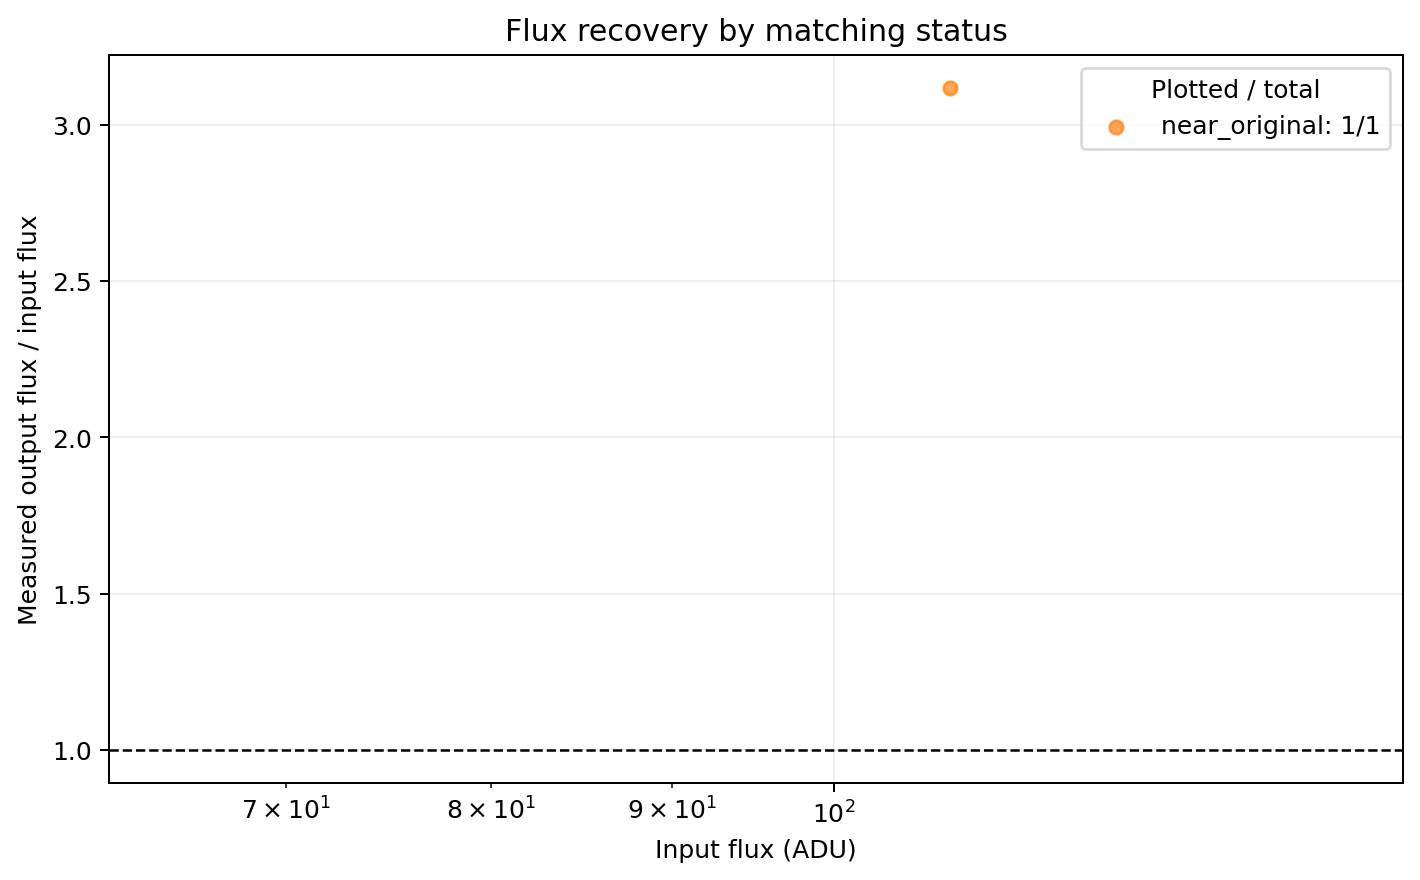 Flux recovery by matching status
Plotted / total
near_original: 1/1
Measured output flux / input flux
3.0
2.5
2.0
1.5
1.0
7 × 10¹
8 × 10¹
9 × 10¹
10²
Input flux (ADU)